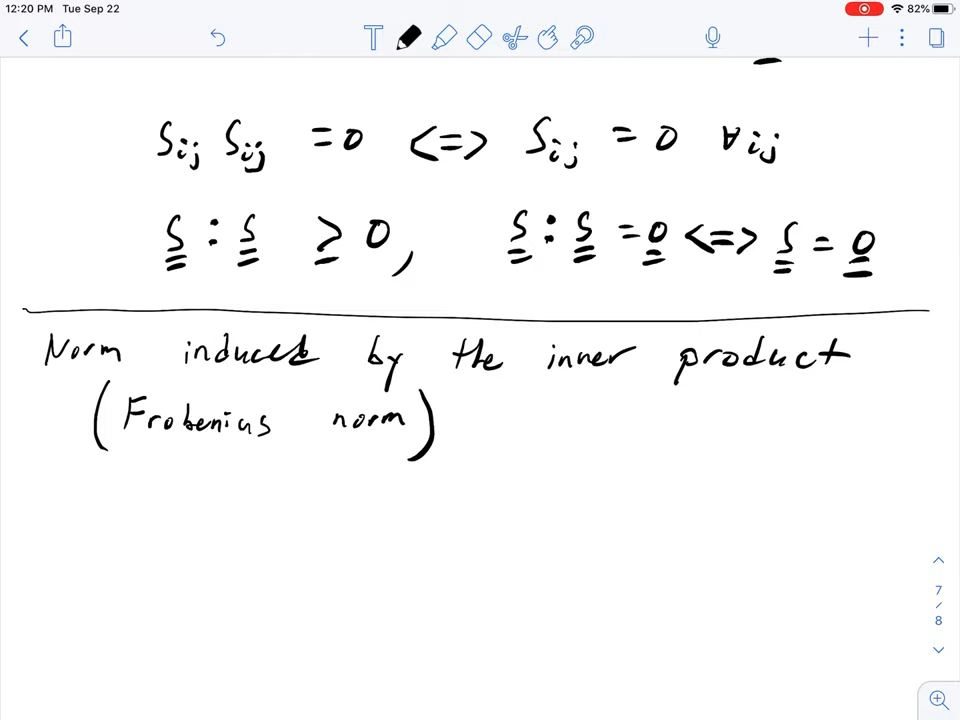 12:20 PM Tue Sep 22 82%
T
S_ij S_ij = 0 <=> S_ij = 0 ∀ij
S : S ≥ 0, S : S = 0 <=> S = 0
Norm induced by the inner product
(Frobenius norm)
7
/
8